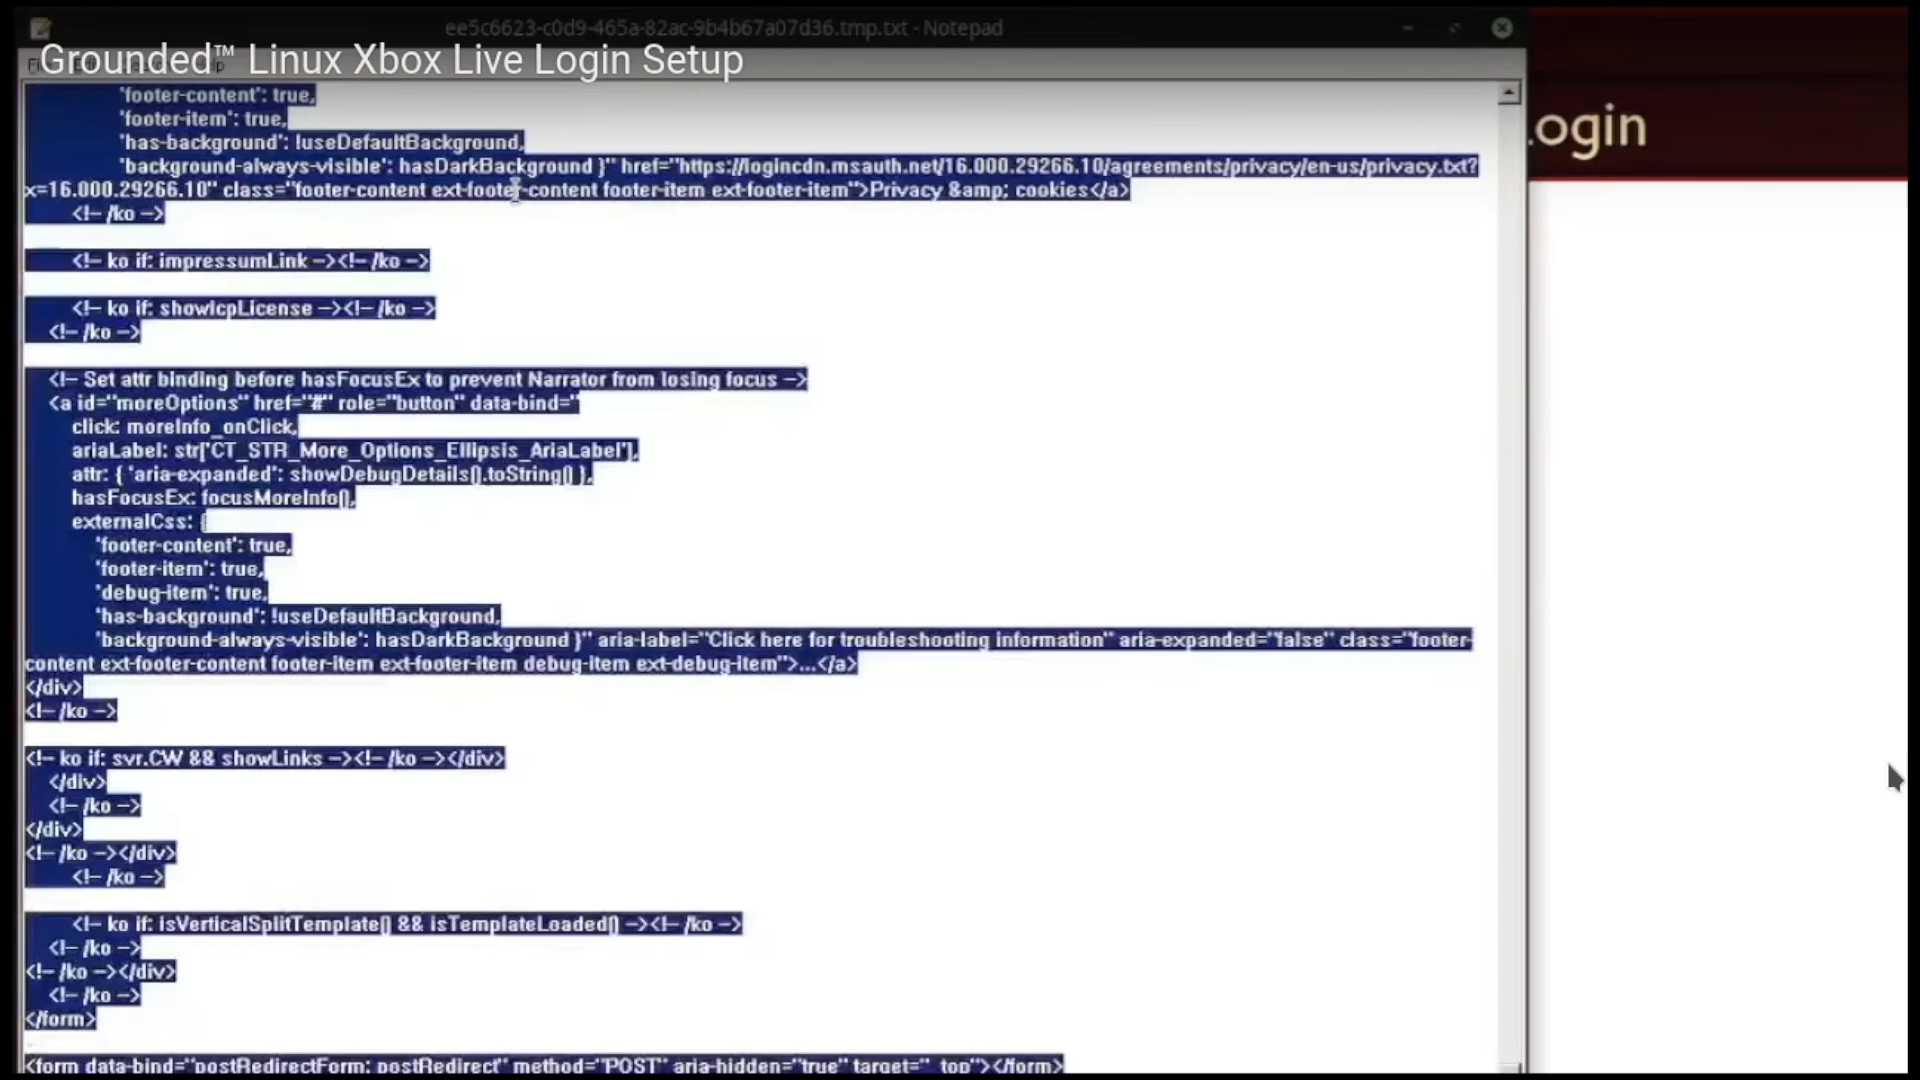 ee5c6623-c0d9-465a-82ac-9b4b67a07d36.tmp.txt - Notepad
Grounded™ Linux Xbox Live Login Setup
'footer-content': true,
'footer-item': true,
'has-background': !useDefaultBackground,
'background-always-visible': hasDarkBackground }" href="https://logincdn.msauth.net/16.000.29266.10/agreements/privacy/en-us/privacy.txt?
x=16.000.29266.10" class="footer-content ext-footer-content footer-item ext-footer-item">Privacy &amp; cookies</a>
<!-- /ko -->
<!-- ko if: impressumLink --><!-- /ko -->
<!-- ko if: showIcpLicense --><!-- /ko -->
<!-- /ko -->
<!-- Set attr binding before hasFocusEx to prevent Narrator from losing focus -->
<a id="moreOptions" href="#" role="button" data-bind="
click: moreInfo_onClick,
ariaLabel: str['CT_STR_More_Options_Ellipsis_AriaLabel'],
attr: { 'aria-expanded': showDebugDetails().toString() },
hasFocusEx: focusMoreInfo(),
externalCss: {
'footer-content': true,
'footer-item': true,
'debug-item': true,
'has-background': !useDefaultBackground,
'background-always-visible': hasDarkBackground }" aria-label="Click here for troubleshooting information" aria-expanded="false" class="footer-
content ext-footer-content footer-item ext-footer-item debug-item ext-debug-item">...</a>
</div>
<!-- /ko -->
<!-- ko if: svr.CW && showLinks --><!-- /ko --></div>
</div>
<!-- /ko -->
</div>
<!-- /ko --></div>
<!-- /ko -->
<!-- ko if: isVerticalSplitTemplate() && isTemplateLoaded() --><!-- /ko -->
<!-- /ko -->
<!-- /ko --></div>
<!-- /ko -->
</form>
<form data-bind="postRedirectForm: postRedirect" method="POST" aria-hidden="true" target="_top"></form>
ogin